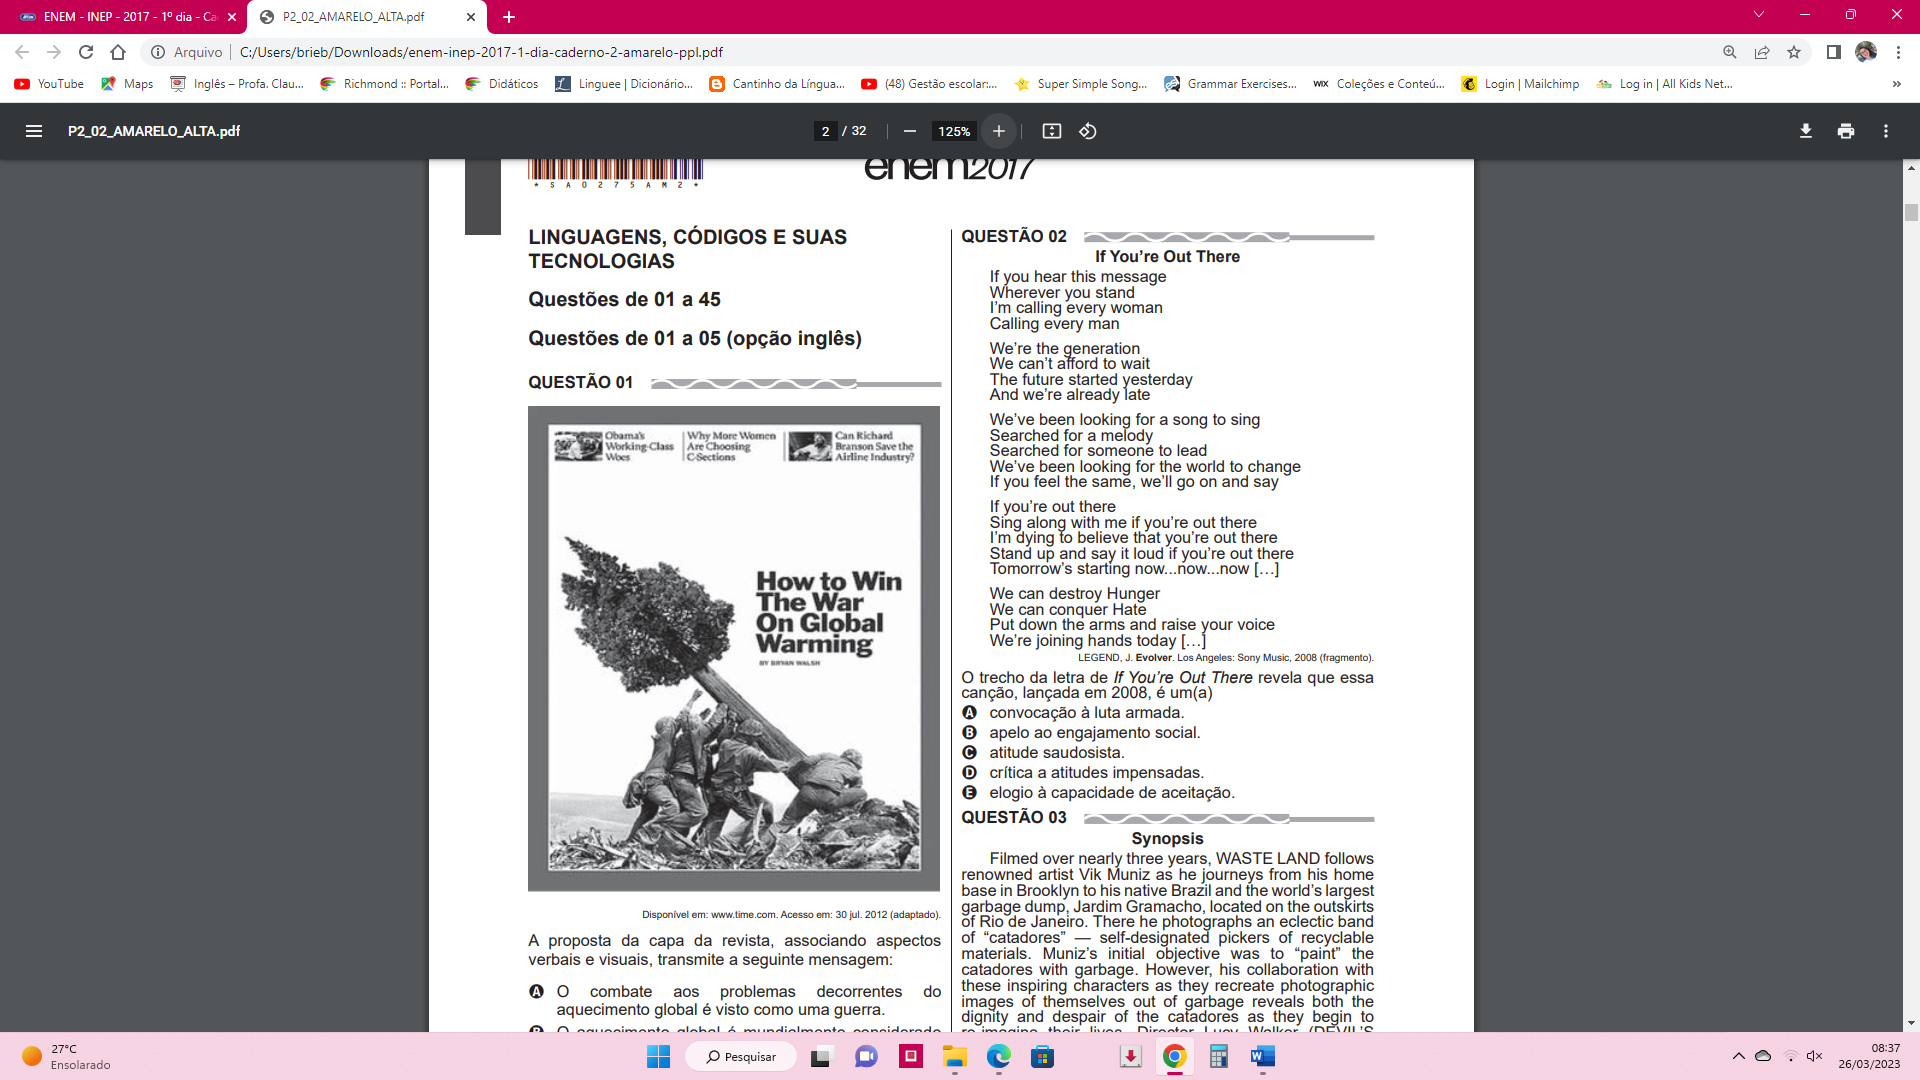 ENEM - INEP - 2017 - 1º dia - Ca
P2_02_AMARELO_ALTA.pdf
Arquivo
C:/Users/brieb/Downloads/enem-inep-2017-1-dia-caderno-2-amarelo-ppl.pdf
YouTube
Maps
Inglês – Profa. Clau...
Richmond :: Portal...
Didáticos
Linguee | Dicionário...
Cantinho da Língua...
(48) Gestão escolar:...
Super Simple Song...
Grammar Exercises...
WIX
Coleções e Conteú...
Login | Mailchimp
Log in | All Kids Net...
P2_02_AMARELO_ALTA.pdf
2 / 32
125%
*SA0275AM2*
enem2017
LINGUAGENS, CÓDIGOS E SUAS
TECNOLOGIAS
Questões de 01 a 45
Questões de 01 a 05 (opção inglês)
QUESTÃO 01
Obama's
Working-Class
Woes
Why More Women
Are Choosing
C-Sections
Can Richard
Branson Save the
Airline Industry?
How to Win
The War
On Global
Warming
BY BRYAN WALSH
Disponível em: www.time.com. Acesso em: 30 jul. 2012 (adaptado).
A proposta da capa da revista, associando aspectos
verbais e visuais, transmite a seguinte mensagem:
A O combate aos problemas decorrentes do
aquecimento global é visto como uma guerra.
B O aquecimento global é mundialmente considerado
QUESTÃO 02
If You're Out There
If you hear this message
Wherever you stand
I'm calling every woman
Calling every man
We're the generation
We can't afford to wait
The future started yesterday
And we're already late
We've been looking for a song to sing
Searched for a melody
Searched for someone to lead
We've been looking for the world to change
If you feel the same, we'll go on and say
If you're out there
Sing along with me if you're out there
I'm dying to believe that you're out there
Stand up and say it loud if you're out there
Tomorrow's starting now...now...now […]
We can destroy Hunger
We can conquer Hate
Put down the arms and raise your voice
We're joining hands today […]
LEGEND, J. Evolver. Los Angeles: Sony Music, 2008 (fragmento).
O trecho da letra de If You're Out There revela que essa
canção, lançada em 2008, é um(a)
A convocação à luta armada.
B apelo ao engajamento social.
C atitude saudosista.
D crítica a atitudes impensadas.
E elogio à capacidade de aceitação.
QUESTÃO 03
Synopsis
Filmed over nearly three years, WASTE LAND follows
renowned artist Vik Muniz as he journeys from his home
base in Brooklyn to his native Brazil and the world's largest
garbage dump, Jardim Gramacho, located on the outskirts
of Rio de Janeiro. There he photographs an eclectic band
of “catadores” — self-designated pickers of recyclable
materials. Muniz's initial objective was to “paint” the
catadores with garbage. However, his collaboration with
these inspiring characters as they recreate photographic
images of themselves out of garbage reveals both the
dignity and despair of the catadores as they begin to
re-imagine their lives. Director Lucy Walker (DEVIL'S
27°C
Ensolarado
Pesquisar
08:37
26/03/2023